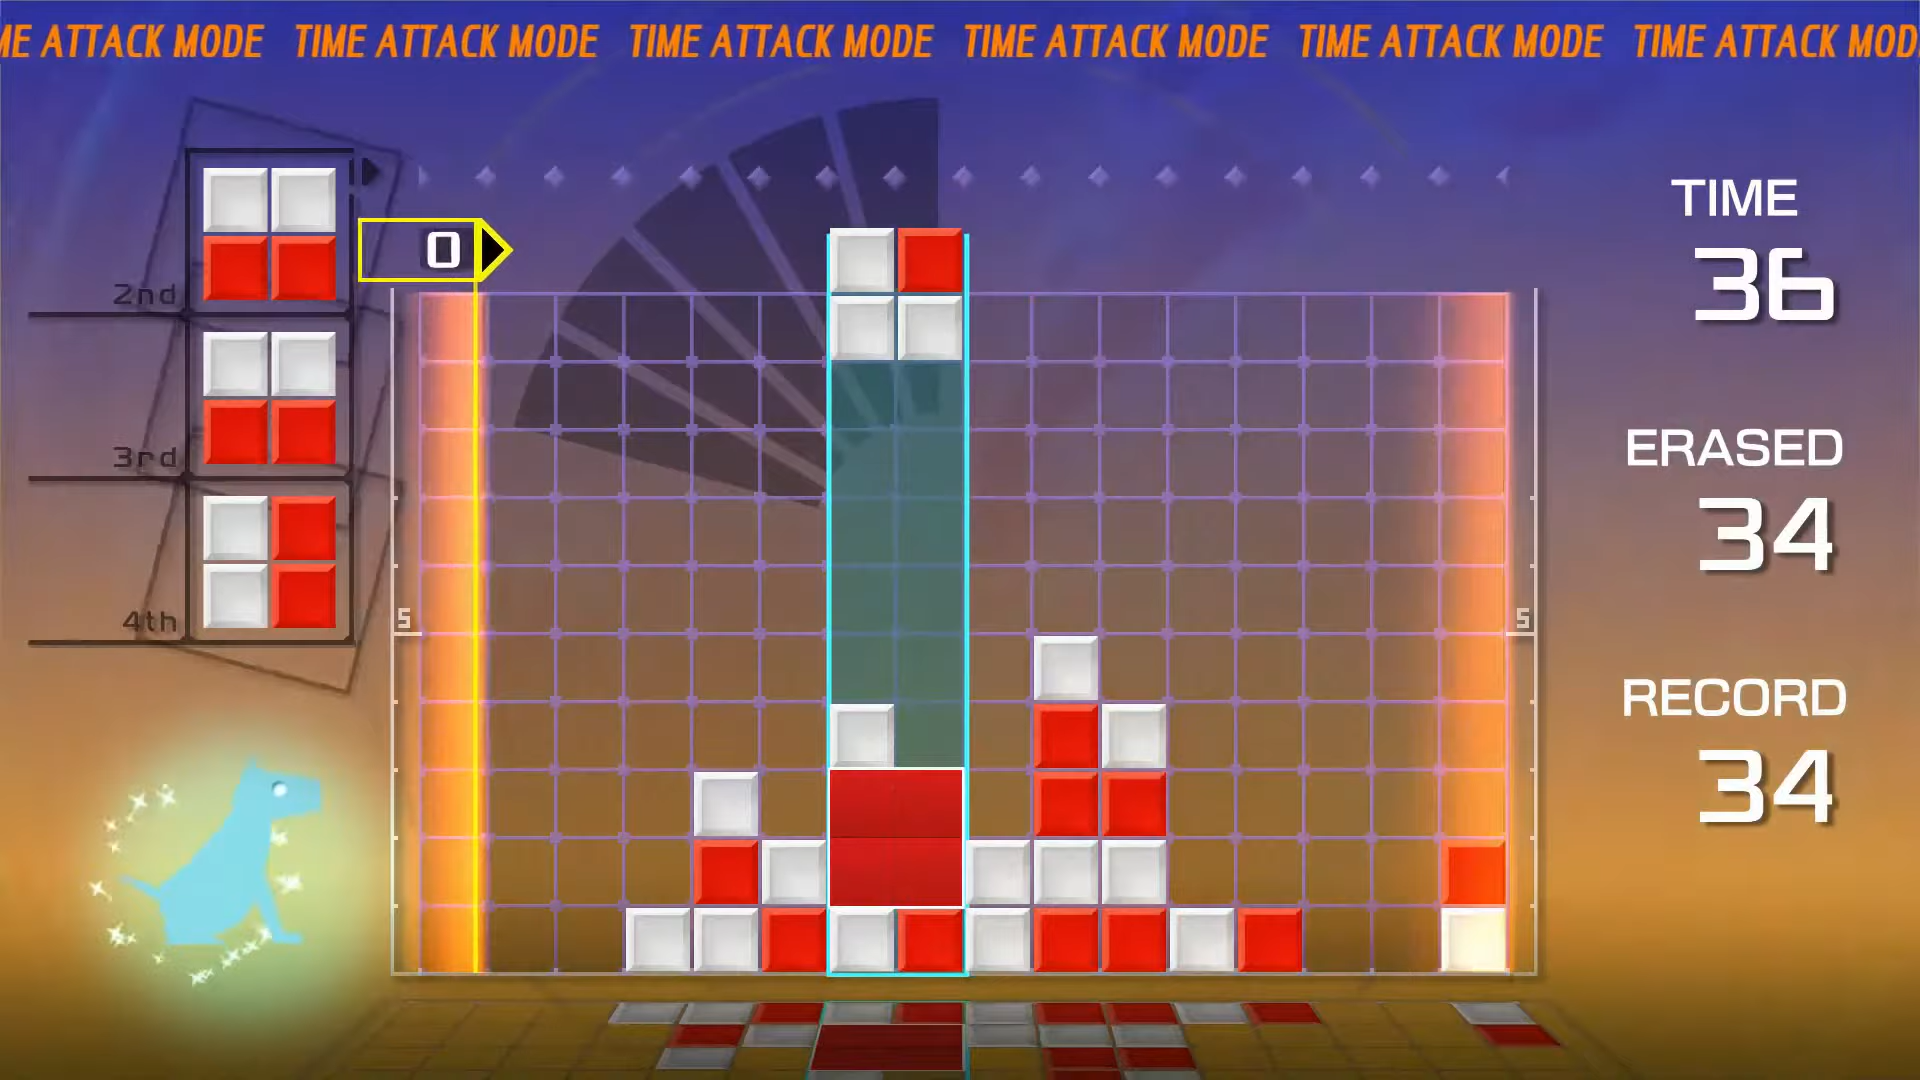 ME ATTACK MODE TIME ATTACK MODE TIME ATTACK MODE TIME ATTACK MODE TIME ATTACK MODE TIME ATTACK MOD
2nd
3rd
4th
0
5
5
TIME
36
ERASED
34
RECORD
34